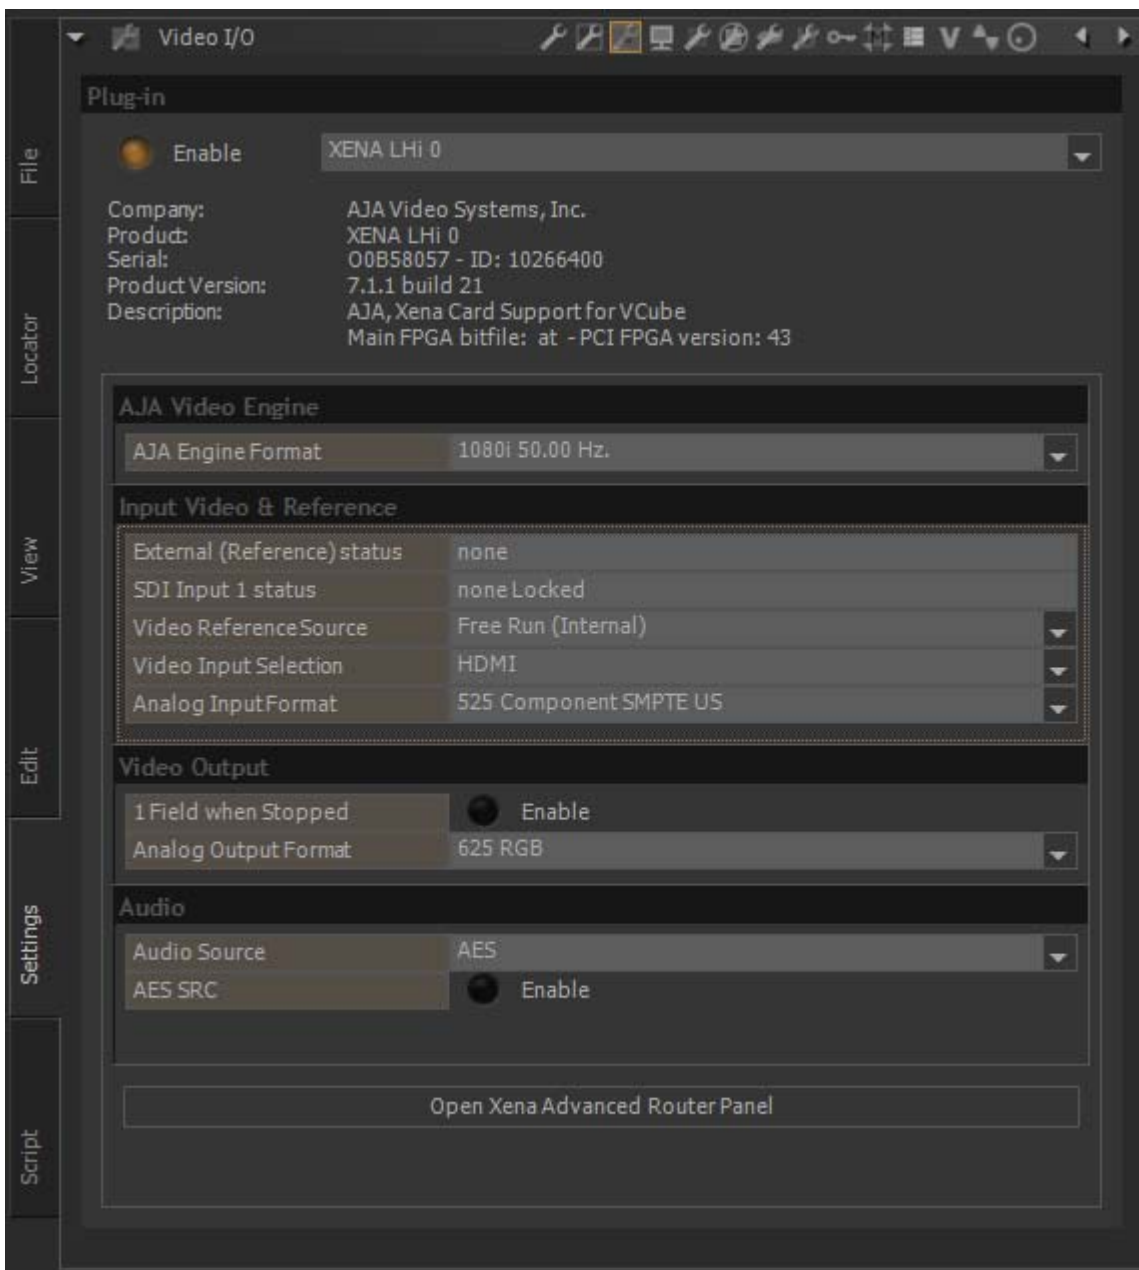 Video I/O
V
Plug-in
Enable XENA LHi 0
Company: AJA Video Systems, Inc.
Product: XENA LHi 0
Serial: O0B58057 - ID: 10266400
Product Version: 7.1.1 build 21
Description: AJA, Xena Card Support for VCube
Main FPGA bitfile: at - PCI FPGA version: 43
AJA Video Engine
AJA Engine Format 1080i 50.00 Hz.
Input Video & Reference
External (Reference) status none
SDI Input 1 status none Locked
Video Reference Source Free Run (Internal)
Video Input Selection HDMI
Analog Input Format 525 Component SMPTE US
Video Output
1 Field when Stopped Enable
Analog Output Format 625 RGB
Audio
Audio Source AES
AES SRC Enable
Open Xena Advanced Router Panel
File
Locator
View
Edit
Settings
Script